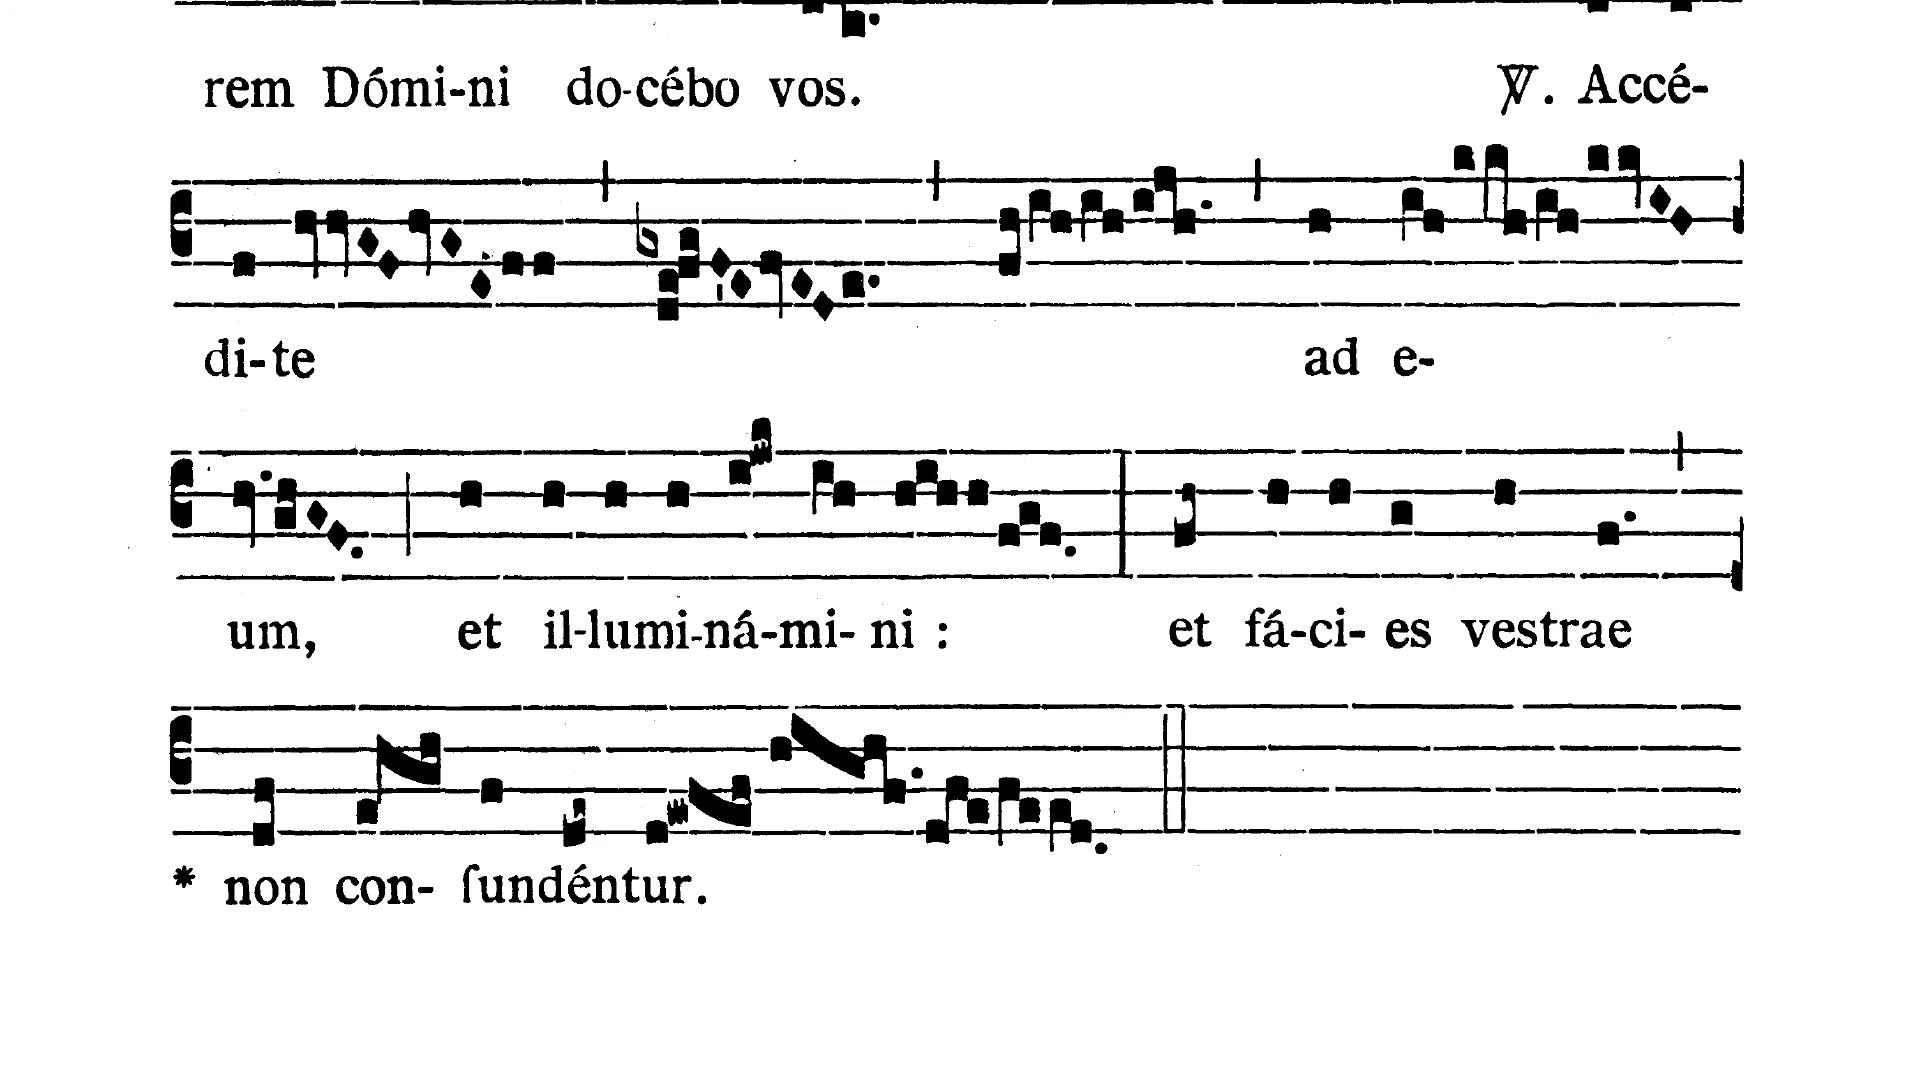 rem Dómi-ni do-cébo vos. ℣. Accé-
di-te ad e-
um, et il-lumi-ná-mi- ni : et fá-ci- es vestrae
* non con- fundéntur.